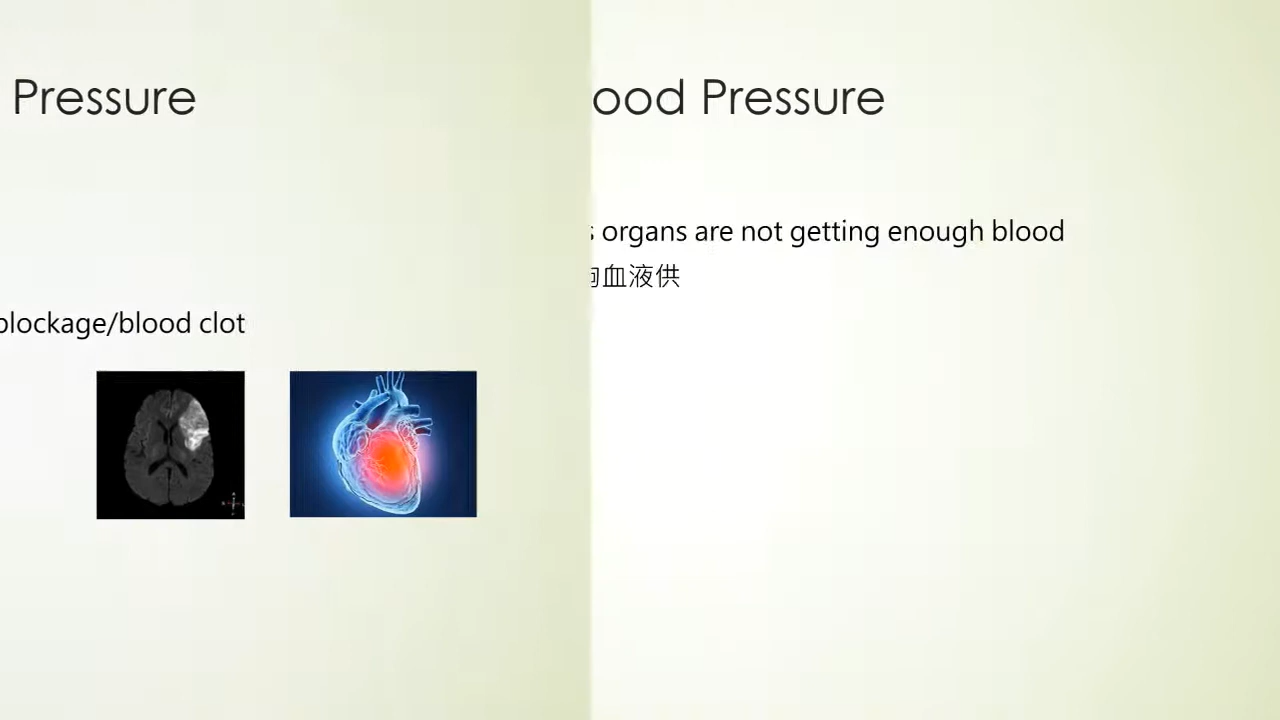 Pressure
blockage/blood clot
ood Pressure
s organs are not getting enough blood
血液供